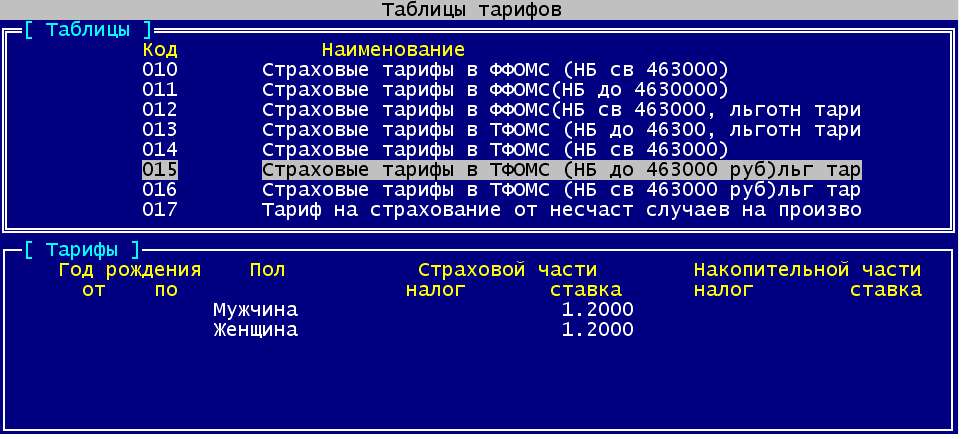 Таблицы тарифов
[ Таблицы ]
Код Наименование
010 Страховые тарифы в ФФОМС (НБ св 463000)
011 Страховые тарифы в ФФОМС(НБ до 4630000)
012 Страховые тарифы в ФФОМС(НБ св 463000, льготн тари
013 Страховые тарифы в ТФОМС (НБ до 46300, льготн тари
014 Страховые тарифы в ТФОМС (НБ св 463000)
015 Страховые тарифы в ТФОМС (НБ до 463000 руб)льг тар
016 Страховые тарифы в ТФОМС (НБ св 463000 руб)льг тар
017 Тариф на страхование от несчаст случаев на произво
[ Тарифы ]
Год рождения Пол Страховой части Накопительной части
от по налог ставка налог ставка
Мужчина 1.2000
Женщина 1.2000